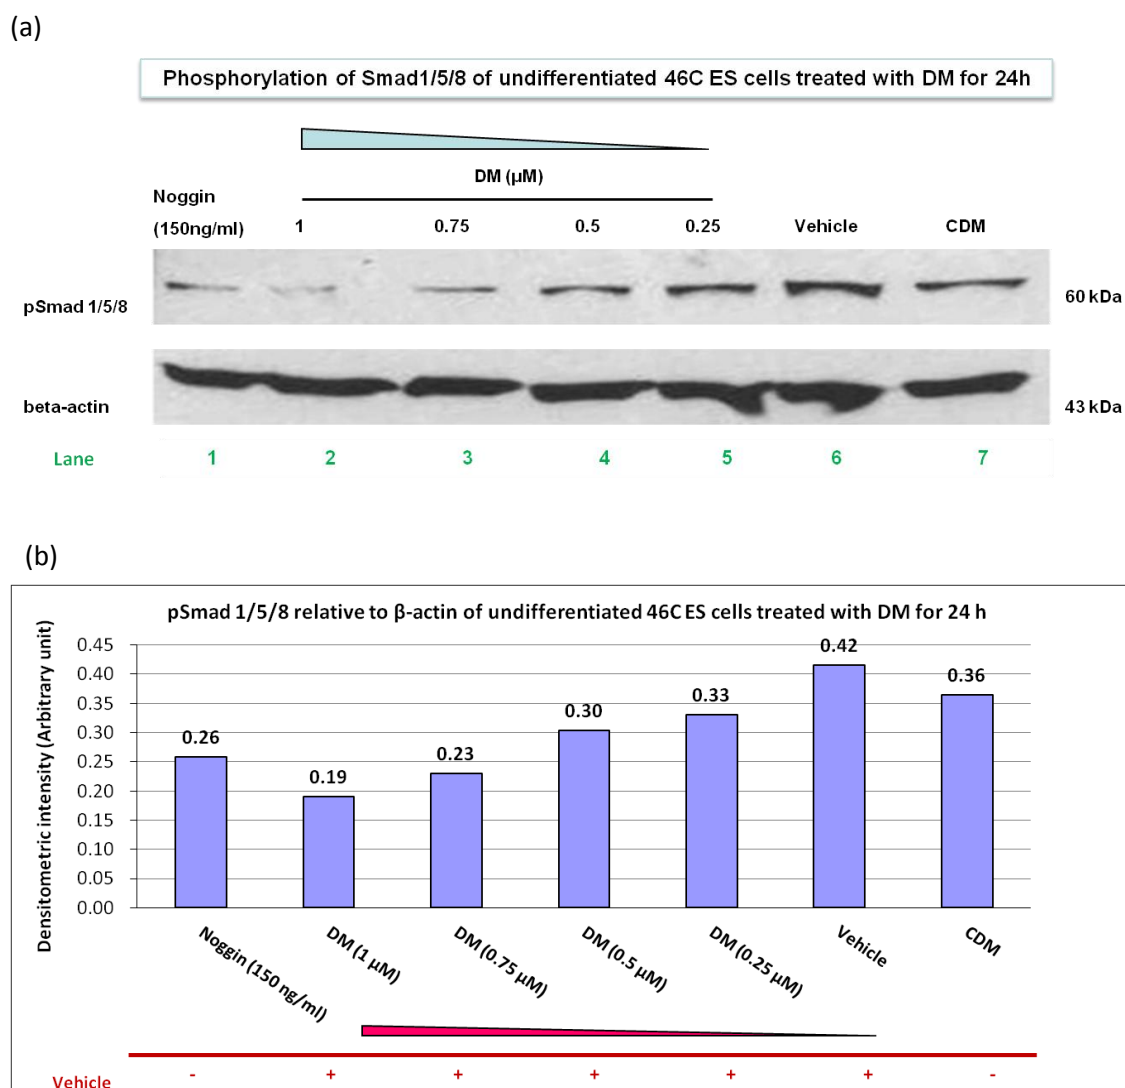 (a)
Phosphorylation of Smad1/5/8 of undifferentiated 46C ES cells treated with DM for 24h
DM (µM)
Noggin
(150ng/ml) 1 0.75 0.5 0.25 Vehicle CDM
pSmad 1/5/8 60 kDa
beta-actin 43 kDa
Lane 1 2 3 4 5 6 7
(b)
pSmad 1/5/8 relative to β-actin of undifferentiated 46C ES cells treated with DM for 24 h
Densitometric intensity (Arbitrary unit)
0.45
0.40
0.35
0.30
0.25
0.20
0.15
0.10
0.05
0.00
0.26
0.19
0.23
0.30
0.33
0.42
0.36
Noggin (150 ng/ml)
DM (1 µM)
DM (0.75 µM)
DM (0.5 µM)
DM (0.25 µM)
Vehicle
CDM
Vehicle - + + + + + -